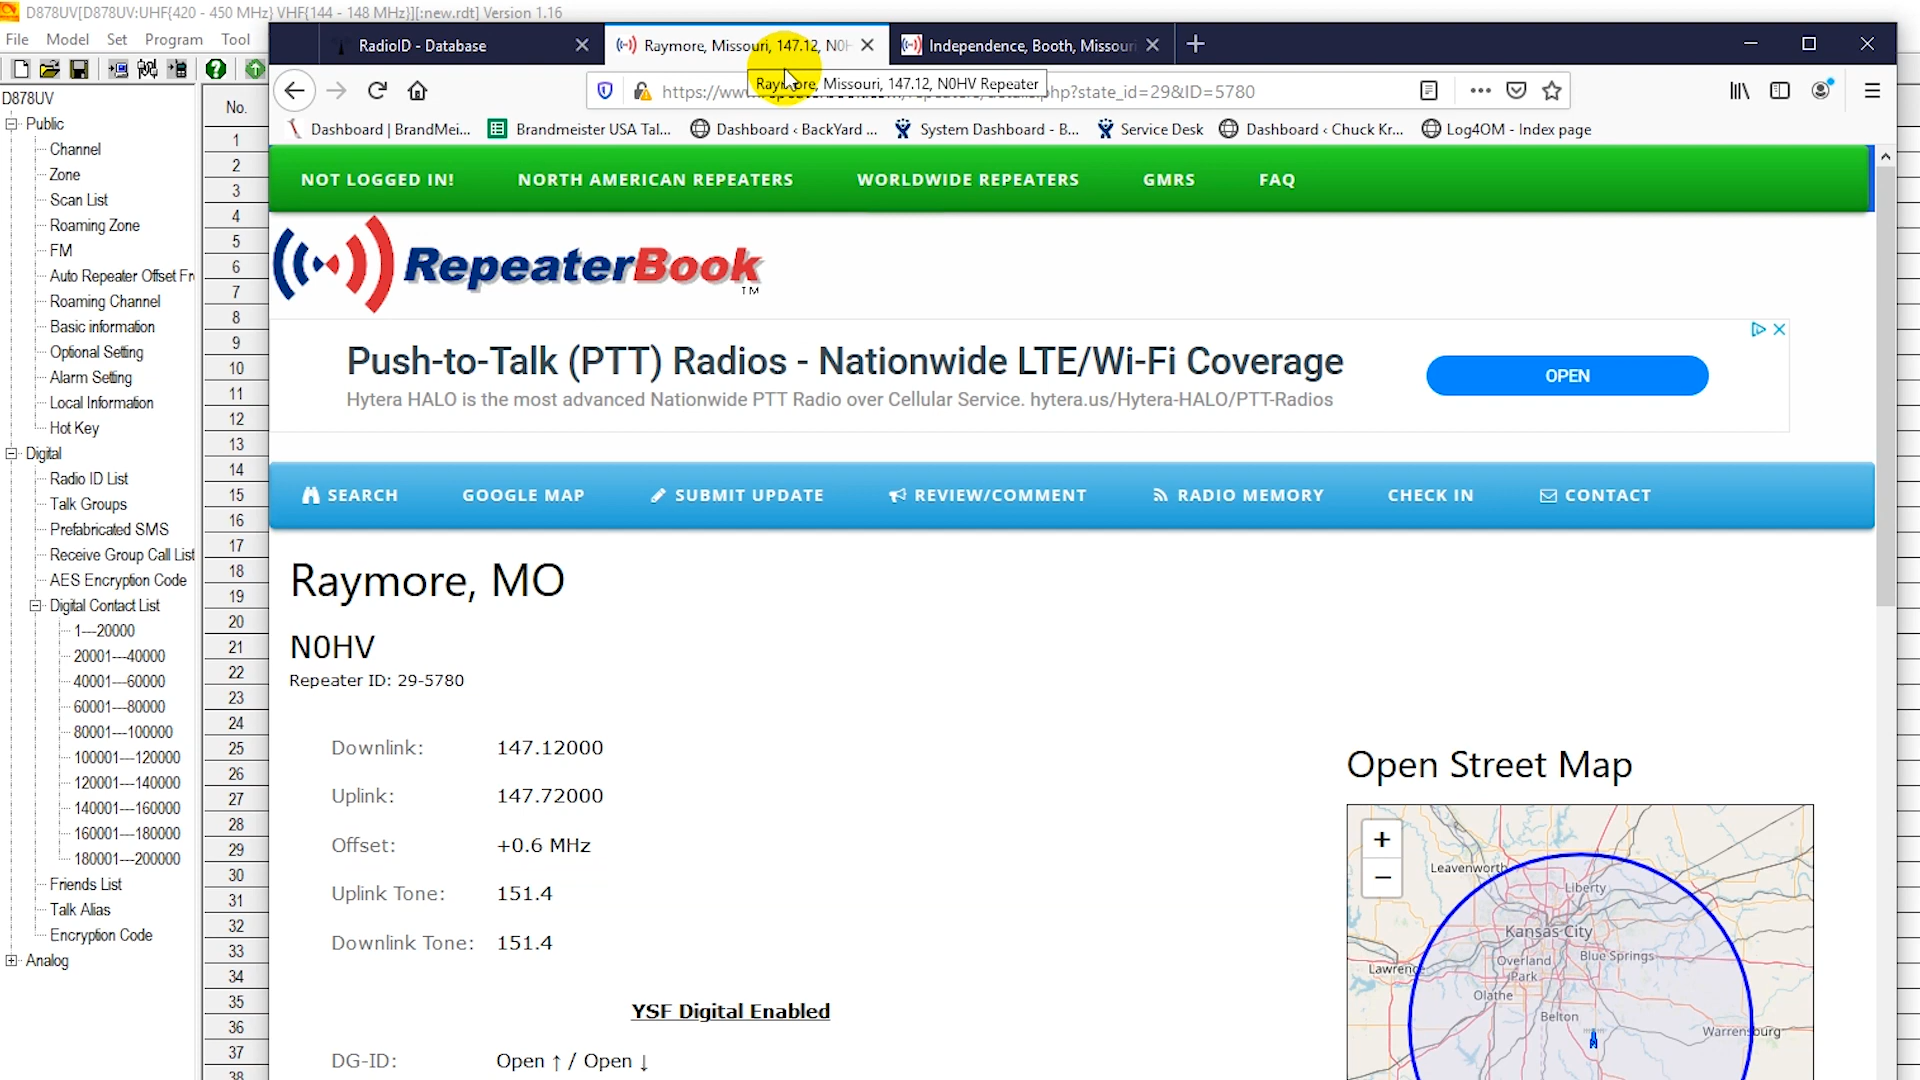 D878UV[D878UV:UHF{420 - 450 MHz} VHF{144 - 148 MHz}][:new.rdt] Version 1.16
File Model Set Program Tool
RadioID - Database
Raymore, Missouri, 147.12, N0H
Independence, Booth, Missouri
Raymore, Missouri, 147.12, N0HV Repeater
https://www.repeaterbook.com/repeaters/details.php?state_id=29&ID=5780
Dashboard | BrandMei...
Brandmeister USA Tal...
Dashboard ‹ BackYard ...
System Dashboard - B...
Service Desk
Dashboard ‹ Chuck Kr...
Log4OM - Index page
D878UV
Public
Channel
Zone
Scan List
Roaming Zone
FM
Auto Repeater Offset Fr
Roaming Channel
Basic information
Optional Setting
Alarm Setting
Local Information
Hot Key
Digital
Radio ID List
Talk Groups
Prefabricated SMS
Receive Group Call List
AES Encryption Code
Digital Contact List
1---20000
20001---40000
40001---60000
60001---80000
80001---100000
100001---120000
120001---140000
140001---160000
160001---180000
180001---200000
Friends List
Talk Alias
Encryption Code
Analog
No.
1
2
3
4
5
6
7
8
9
10
11
12
13
14
15
16
17
18
19
20
21
22
23
24
25
26
27
28
29
30
31
32
33
34
35
36
37
38
NOT LOGGED IN! NORTH AMERICAN REPEATERS WORLDWIDE REPEATERS GMRS FAQ
RepeaterBook
TM
Push-to-Talk (PTT) Radios - Nationwide LTE/Wi-Fi Coverage
Hytera HALO is the most advanced Nationwide PTT Radio over Cellular Service. hytera.us/Hytera-HALO/PTT-Radios
OPEN
SEARCH GOOGLE MAP SUBMIT UPDATE REVIEW/COMMENT RADIO MEMORY CHECK IN CONTACT
Raymore, MO
N0HV
Repeater ID: 29-5780
Downlink: 147.12000
Uplink: 147.72000
Offset: +0.6 MHz
Uplink Tone: 151.4
Downlink Tone: 151.4
YSF Digital Enabled
DG-ID: Open ↑ / Open ↓
Open Street Map
+
−
Leavenworth
Liberty
Kansas City
Overland
Park
Blue Springs
Lawrence
Olathe
Belton
Warrensburg